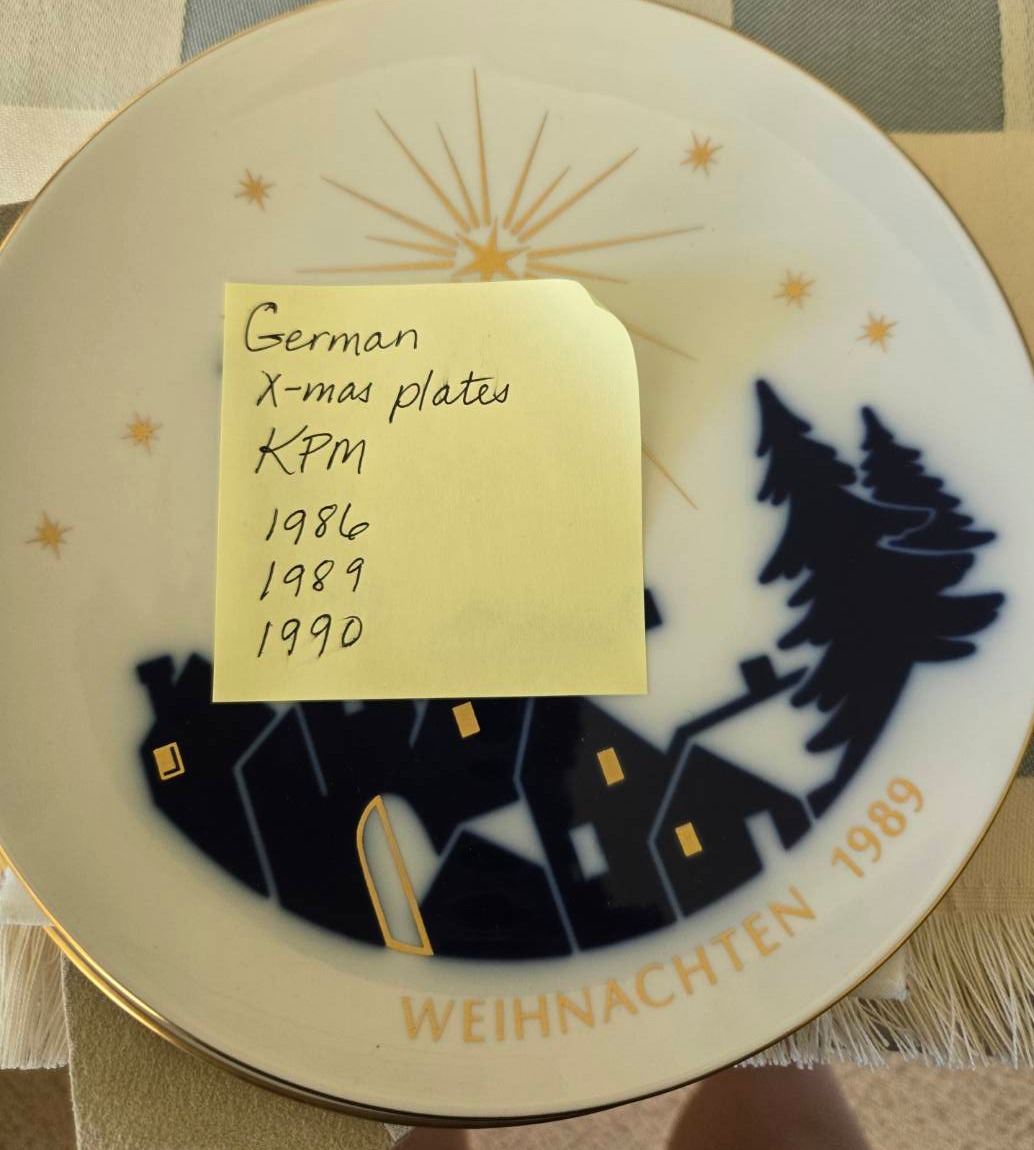 German
X-mas plates
KPM
1986
1989
1990
WEIHNACHTEN 1989